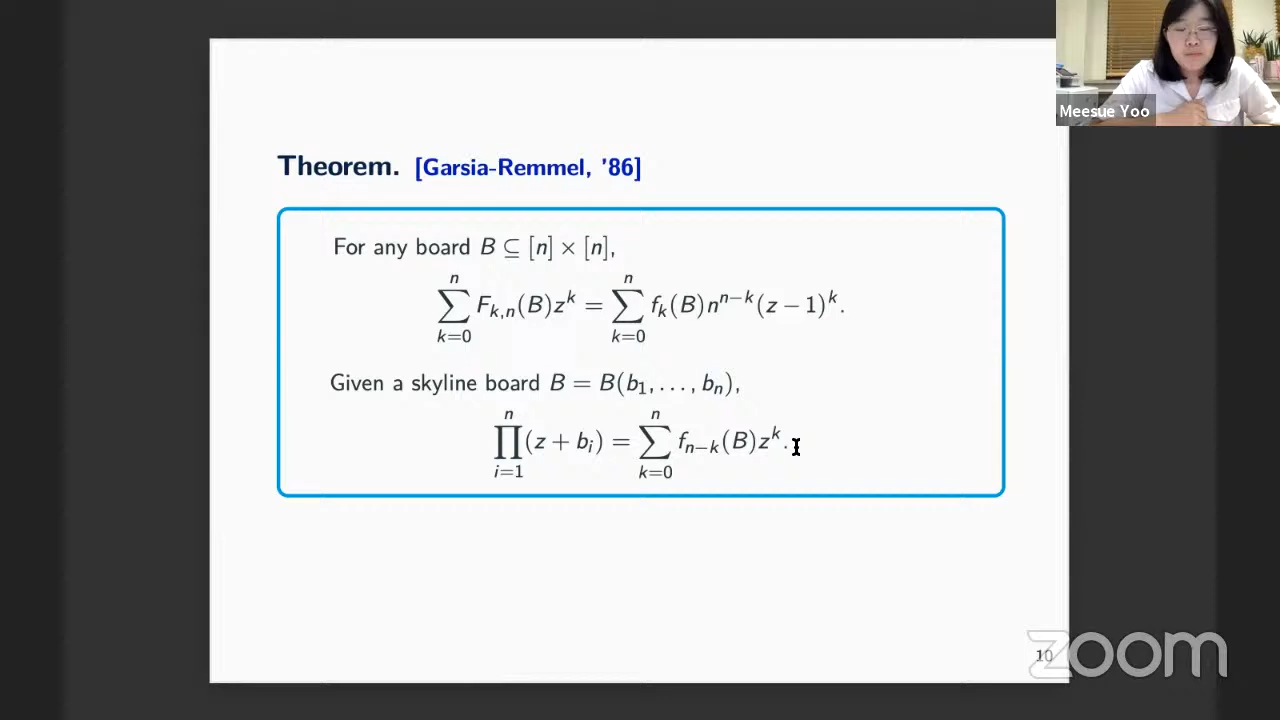 Meesue Yoo
Theorem. [Garsia-Remmel, '86]
For any board B ⊆ [n] × [n],
∑_{k=0}^{n} F_{k,n}(B)z^k = ∑_{k=0}^{n} f_k(B)n^{n−k}(z − 1)^k.
Given a skyline board B = B(b_1, . . . , b_n),
∏_{i=1}^{n}(z + b_i) = ∑_{k=0}^{n} f_{n−k}(B)z^k.
10
zoom